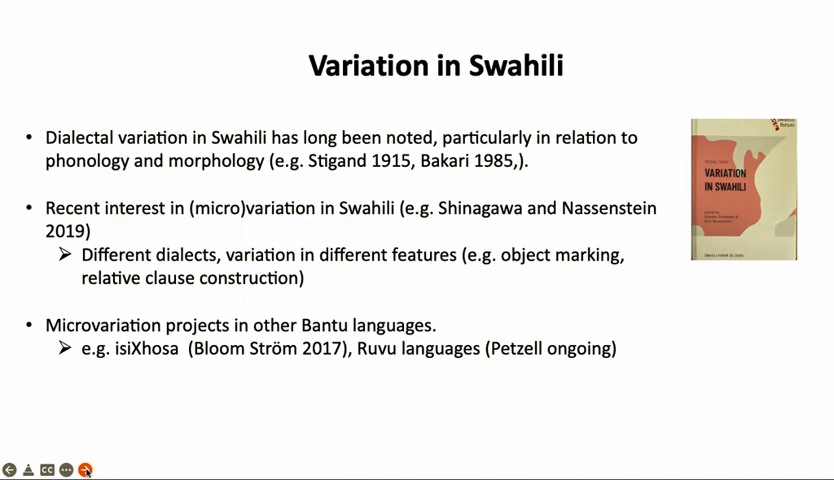 Variation in Swahili
• Dialectal variation in Swahili has long been noted, particularly in relation to
phonology and morphology (e.g. Stigand 1915, Bakari 1985,).
• Recent interest in (micro)variation in Swahili (e.g. Shinagawa and Nassenstein
2019)
➢ Different dialects, variation in different features (e.g. object marking,
relative clause construction)
• Microvariation projects in other Bantu languages.
➢ e.g. isiXhosa (Bloom Ström 2017), Ruvu languages (Petzell ongoing)
Forum
VARIATION
IN SWAHILI
CC